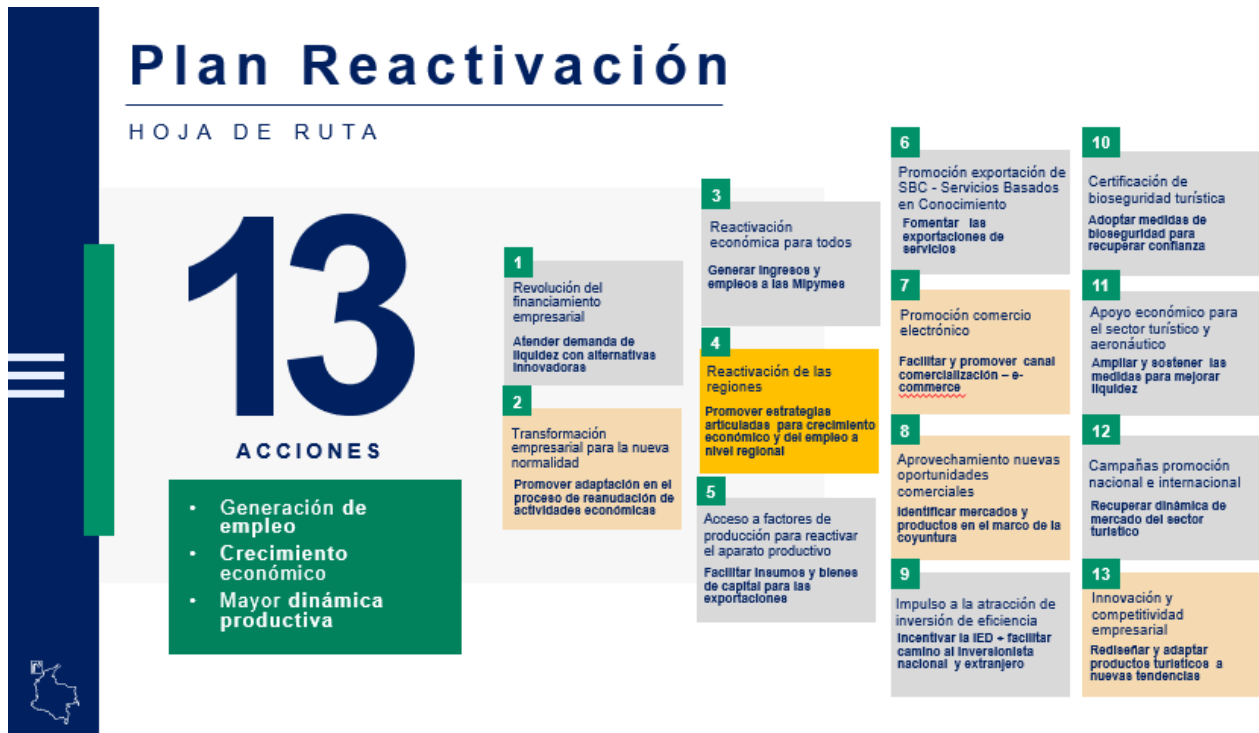 Plan Reactivación
HOJA DE RUTA
13
ACCIONES
• Generación de
empleo
• Crecimiento
económico
• Mayor dinámica
productiva
1
Revolución del
financiamiento
empresarial
Atender demanda de
liquidez con alternativas
innovadoras
2
Transformación
empresarial para la nueva
normalidad
Promover adaptación en el
proceso de reanudación de
actividades económicas
3
Reactivación
económica para todos
Generar ingresos y
empleos a las Mipymes
4
Reactivación de las
regiones
Promover estrategias
articuladas para crecimiento
económico y del empleo a
nivel regional
5
Acceso a factores de
producción para reactivar
el aparato productivo
Facilitar insumos y bienes
de capital para las
exportaciones
6
Promoción exportación de
SBC - Servicios Basados
en Conocimiento
Fomentar las
exportaciones de
servicios
7
Promoción comercio
electrónico
Facilitar y promover canal
comercialización – e-
commerce
8
Aprovechamiento nuevas
oportunidades
comerciales
Identificar mercados y
productos en el marco de la
coyuntura
9
Impulso a la atracción de
inversión de eficiencia
Incentivar la IED + facilitar
camino al inversionista
nacional y extranjero
10
Certificación de
bioseguridad turística
Adoptar medidas de
bioseguridad para
recuperar confianza
11
Apoyo económico para
el sector turístico y
aeronáutico
Ampliar y sostener las
medidas para mejorar
liquidez
12
Campañas promoción
nacional e internacional
Recuperar dinámica de
mercado del sector
turístico
13
Innovación y
competitividad
empresarial
Rediseñar y adaptar
productos turísticos a
nuevas tendencias